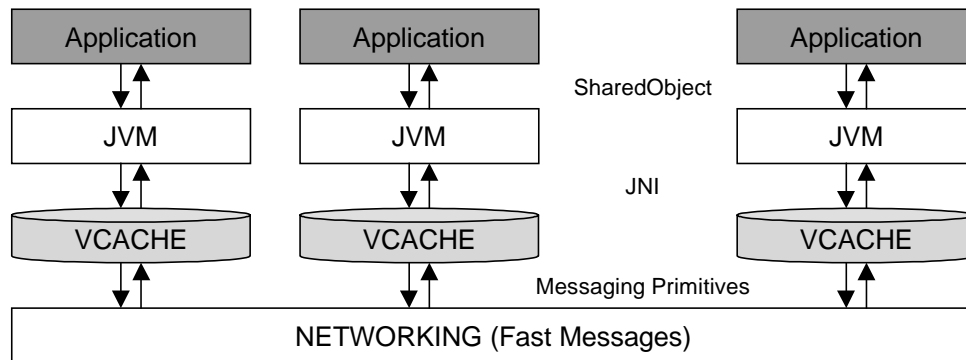 Application Application Application
SharedObject
JVM JVM JVM
JNI
VCACHE VCACHE VCACHE
Messaging Primitives
NETWORKING (Fast Messages)